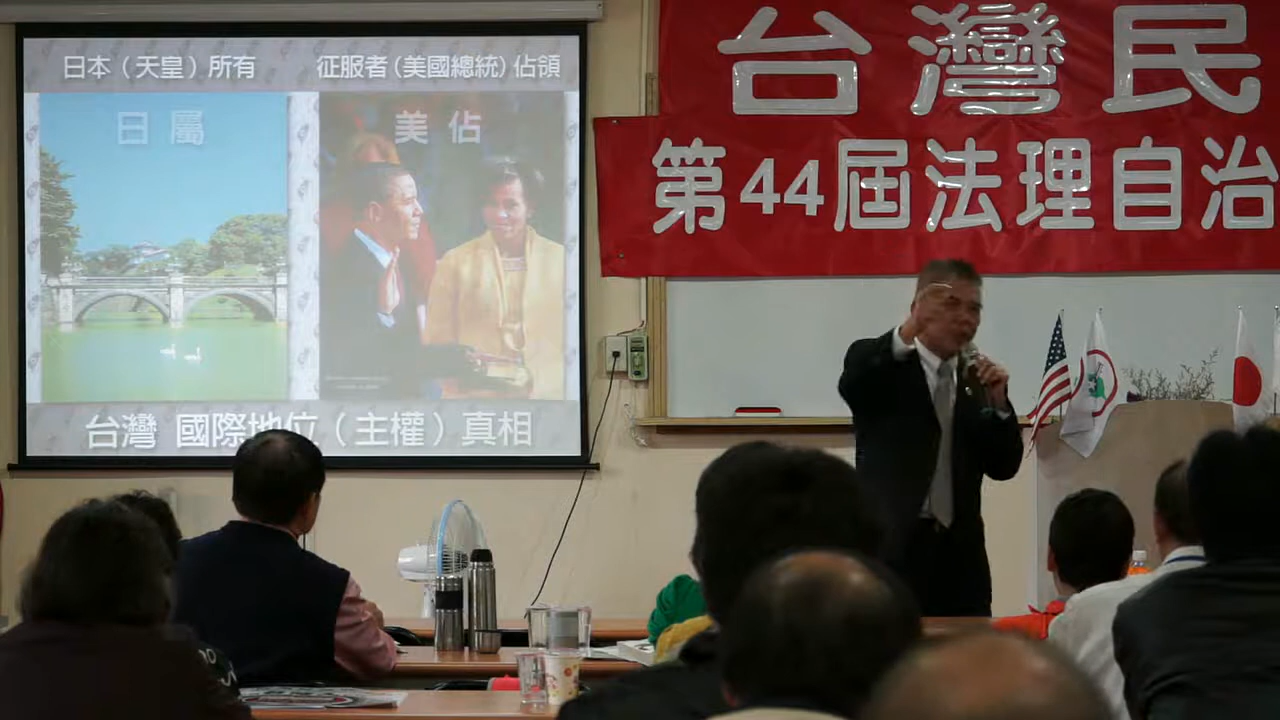 日本（天皇）所有
征服者（美國總統）佔領
日屬
美佔
台灣 國際地位（主權）真相
台灣民
第44屆法理自治